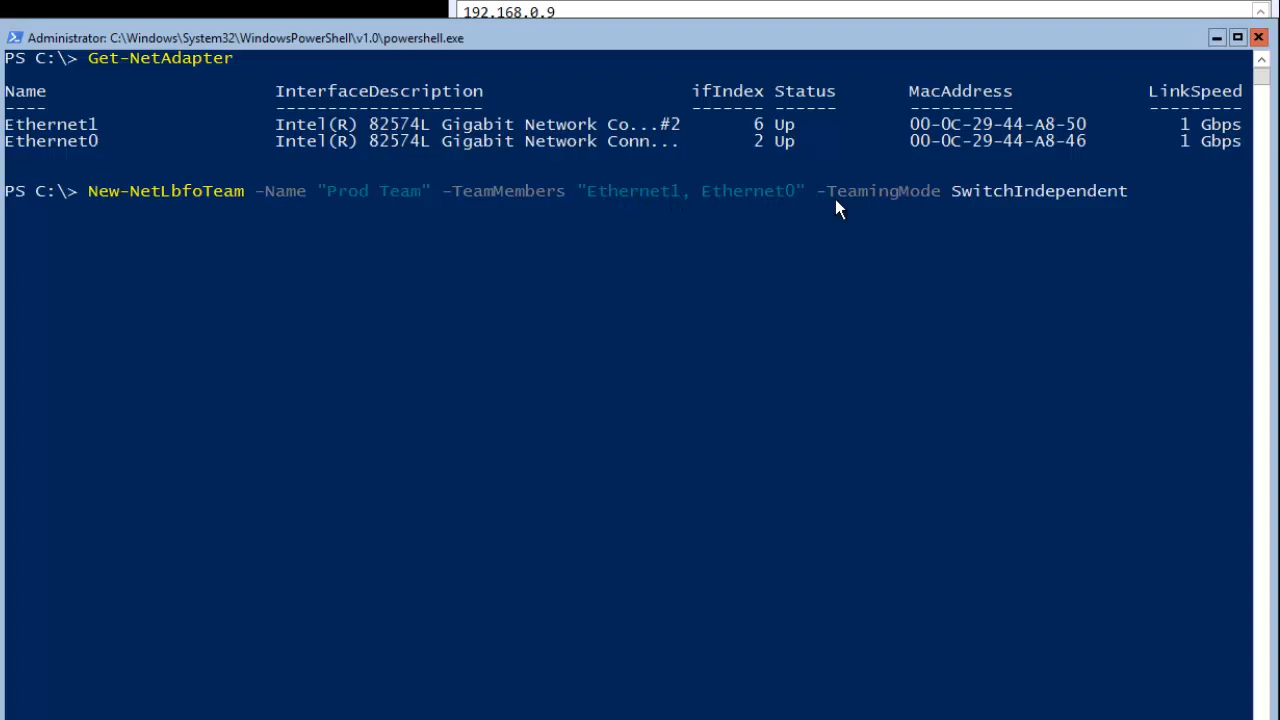 192.168.0.9
Administrator: C:\Windows\System32\WindowsPowerShell\v1.0\powershell.exe
PS C:\> Get-NetAdapter
Name InterfaceDescription ifIndex Status MacAddress LinkSpeed
---- -------------------- ------- ------ ---------- ---------
Ethernet1 Intel(R) 82574L Gigabit Network Co...#2 6 Up 00-0C-29-44-A8-50 1 Gbps
Ethernet0 Intel(R) 82574L Gigabit Network Conn... 2 Up 00-0C-29-44-A8-46 1 Gbps
PS C:\> New-NetLbfoTeam -Name "Prod Team" -TeamMembers "Ethernet1, Ethernet0" -TeamingMode SwitchIndependent